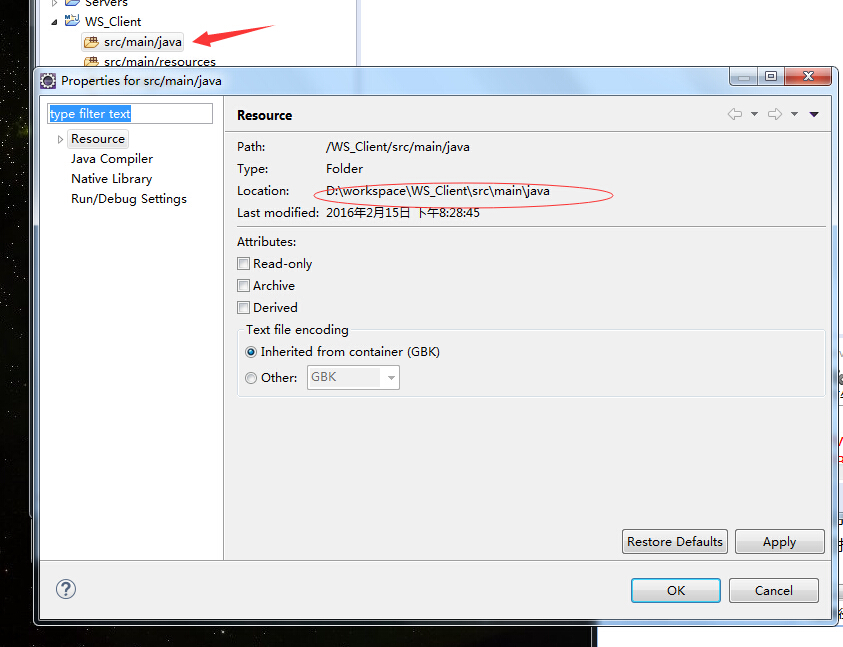 Servers
WS_Client
src/main/java
src/main/resources
Properties for src/main/java
type filter text
Resource
Java Compiler
Native Library
Run/Debug Settings
Resource
Path: /WS_Client/src/main/java
Type: Folder
Location: D:\workspace\WS_Client\src\main\java
Last modified: 2016年2月15日 下午8:28:45
Attributes:
Read-only
Archive
Derived
Text file encoding
Inherited from container (GBK)
Other: GBK
Restore Defaults
Apply
OK
Cancel